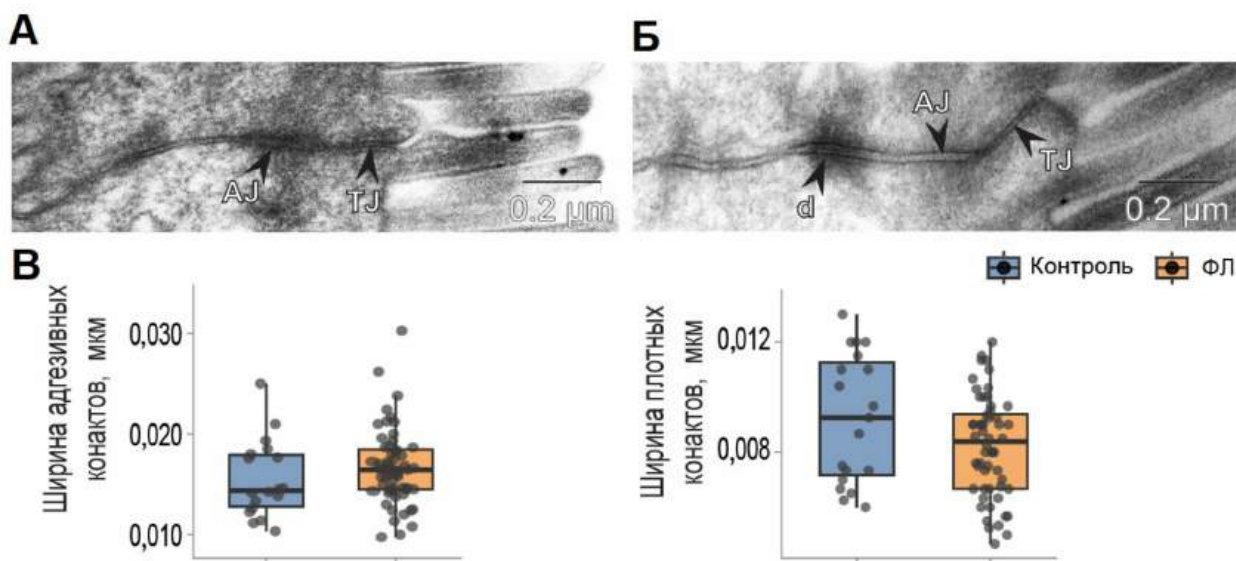 А
AJ
TJ
0.2 µm
Б
AJ
TJ
d
0.2 µm
В
Контроль
ФЛ
Ширина адгезивных
конактов, мкм
0,030
0,020
0,010
Ширина плотных
конактов, мкм
0,012
0,008